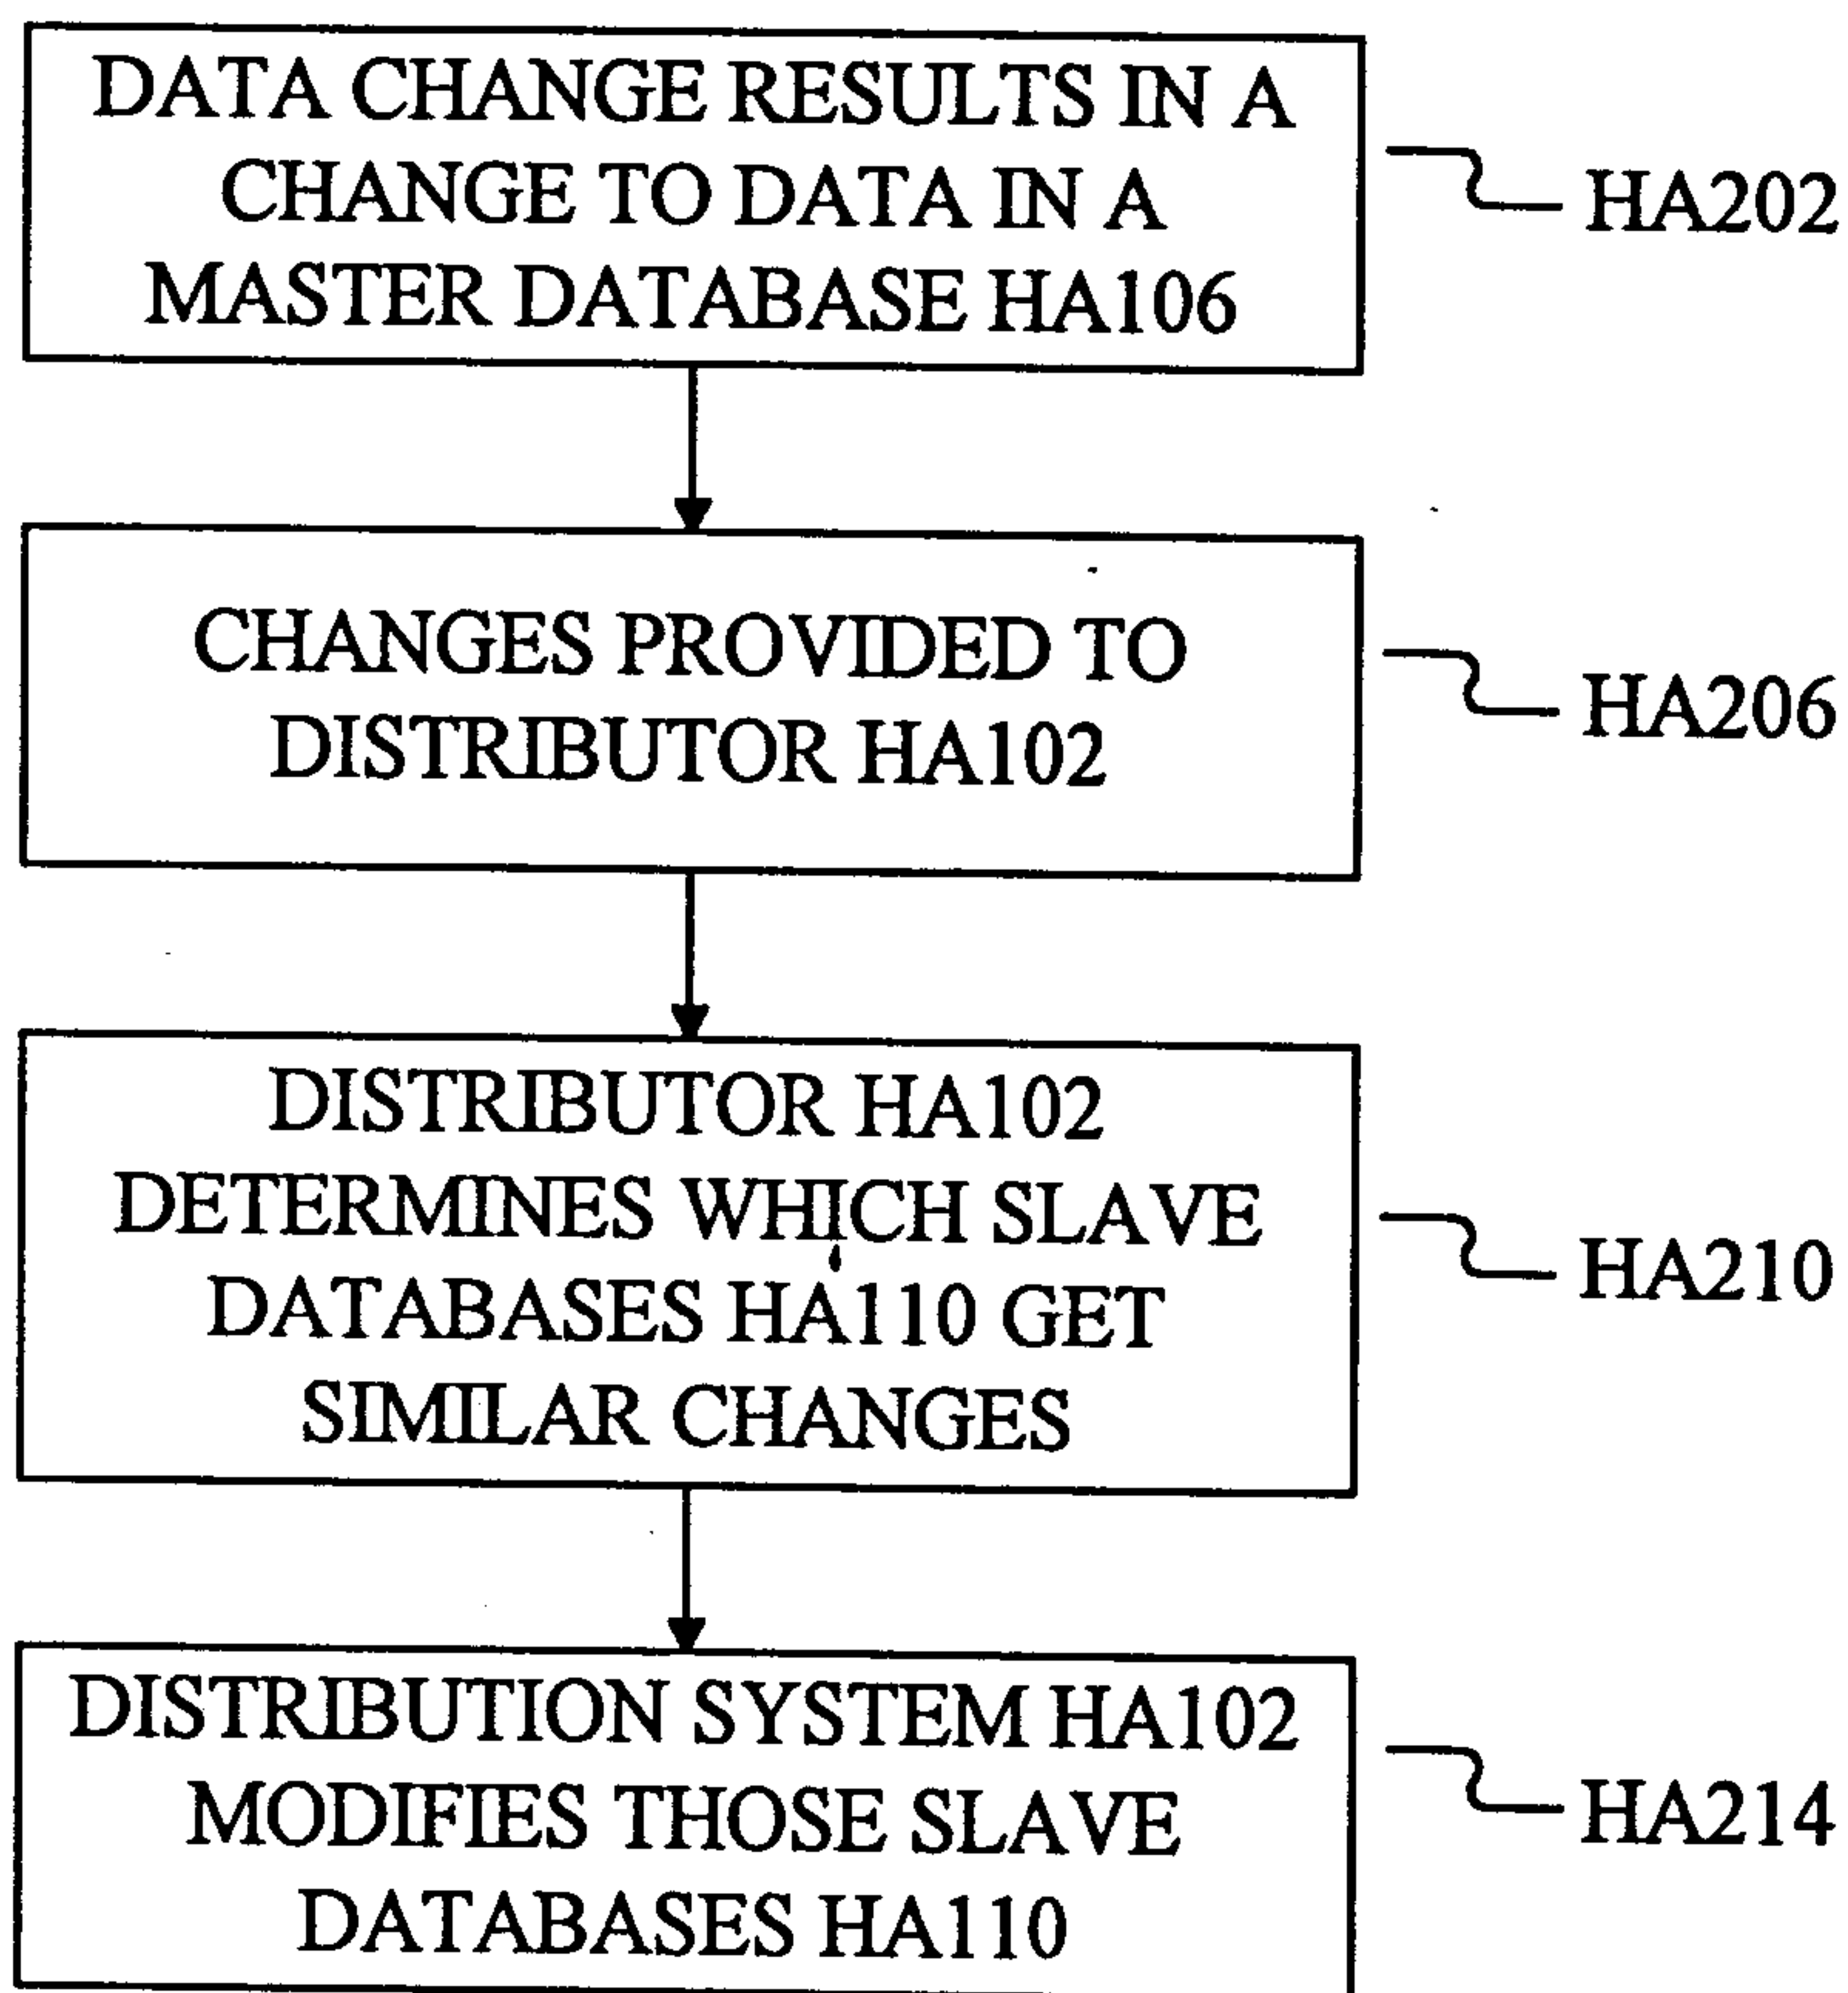 DATA CHANGE RESULTS IN A
CHANGE TO DATA IN A
MASTER DATABASE HA106
HA202
CHANGES PROVIDED TO
DISTRIBUTOR HA102
HA206
DISTRIBUTOR HA102
DETERMINES WHICH SLAVE
DATABASES HA110 GET
SIMILAR CHANGES
HA210
DISTRIBUTION SYSTEM HA102
MODIFIES THOSE SLAVE
DATABASES HA110
HA214